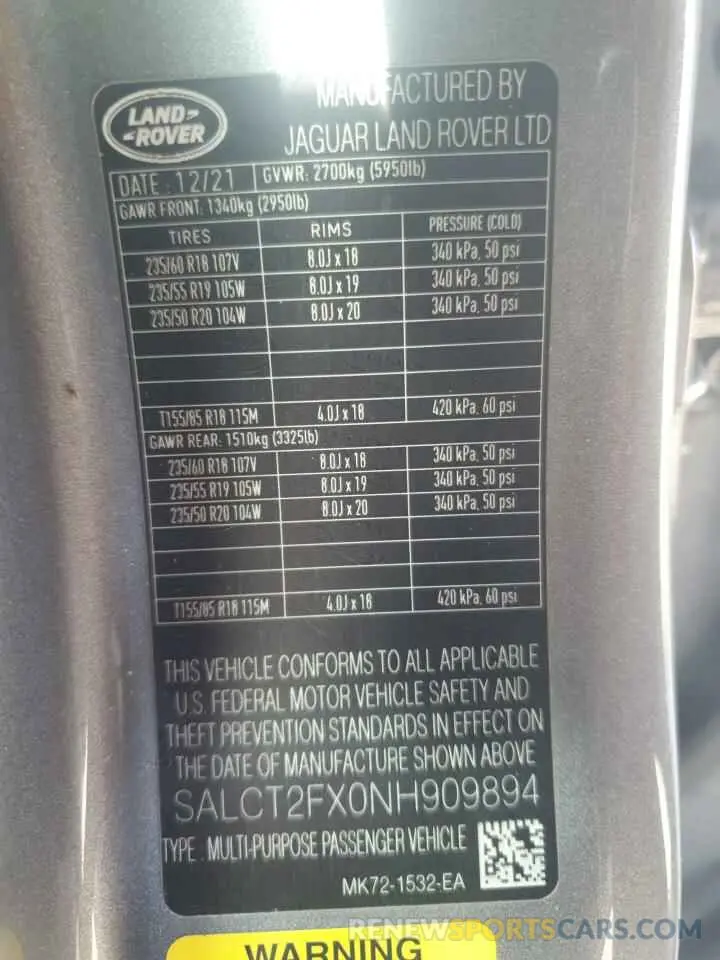 LAND
ROVER
MANUFACTURED BY
JAGUAR LAND ROVER LTD
DATE: 12/21 GVWR: 2700kg (5950lb)
GAWR FRONT: 1340kg (2950lb)
TIRES RIMS PRESSURE (COLD)
235/60 R18 107V 8.0J x 18 340 kPa, 50 psi
235/55 R19 105W 8.0J x 19 340 kPa, 50 psi
235/50 R20 104W 8.0J x 20 340 kPa, 50 psi
T155/85 R18 115M 4.0J x 18 420 kPa, 60 psi
GAWR REAR: 1510kg (3325lb)
235/60 R18 107V 8.0J x 18 340 kPa, 50 psi
235/55 R19 105W 8.0J x 19 340 kPa, 50 psi
235/50 R20 104W 8.0J x 20 340 kPa, 50 psi
T155/85 R18 115M 4.0J x 18 420 kPa, 60 psi
THIS VEHICLE CONFORMS TO ALL APPLICABLE
U.S. FEDERAL MOTOR VEHICLE SAFETY AND
THEFT PREVENTION STANDARDS IN EFFECT ON
THE DATE OF MANUFACTURE SHOWN ABOVE
SALCT2FX0NH909894
TYPE : MULTI-PURPOSE PASSENGER VEHICLE
MK72-1532-EA
WARNING
RENEWSPORTSCARS.COM